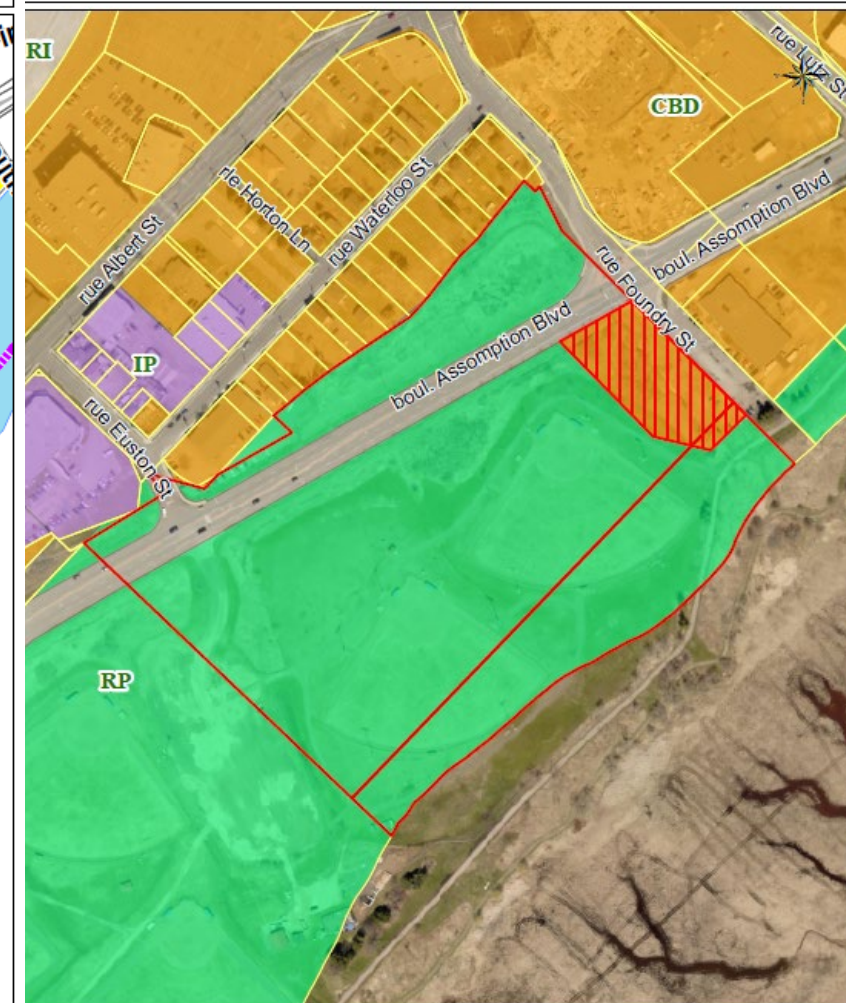 RI
rue Lutz St
CBD
rle Horton Ln
rue Waterloo St
boul. Assomption Blvd
rue Albert St
rue Foundry St
boul. Assomption Blvd
IP
rue Euston St
RP